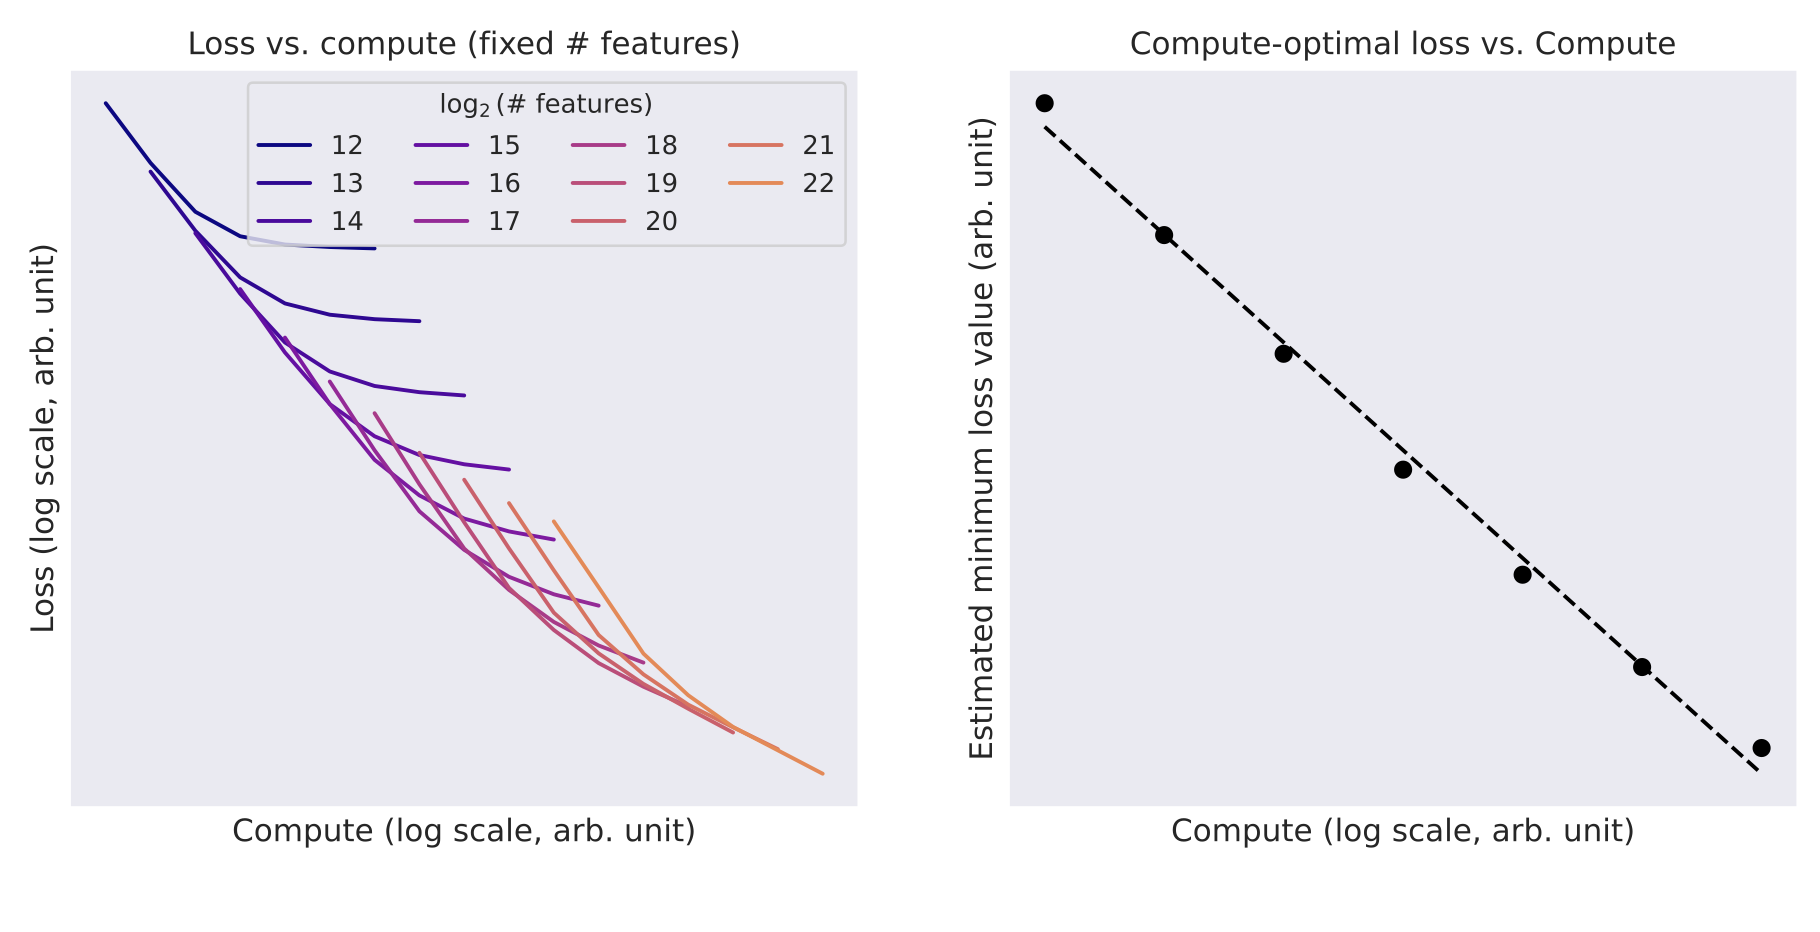 Loss vs. compute (fixed # features)
Loss (log scale, arb. unit)
log₂ (# features)
12 15 18 21
13 16 19 22
14 17 20
Compute (log scale, arb. unit)
Compute-optimal loss vs. Compute
Estimated minimum loss value (arb. unit)
Compute (log scale, arb. unit)